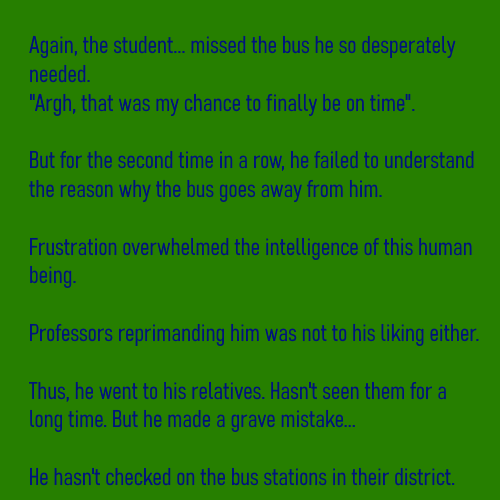 Again, the student... missed the bus he so desperately
needed.
"Argh, that was my chance to finally be on time".
But for the second time in a row, he failed to understand
the reason why the bus goes away from him.
Frustration overwhelmed the intelligence of this human
being.
Professors reprimanding him was not to his liking either.
Thus, he went to his relatives. Hasn't seen them for a
long time. But he made a grave mistake...
He hasn't checked on the bus stations in their district.